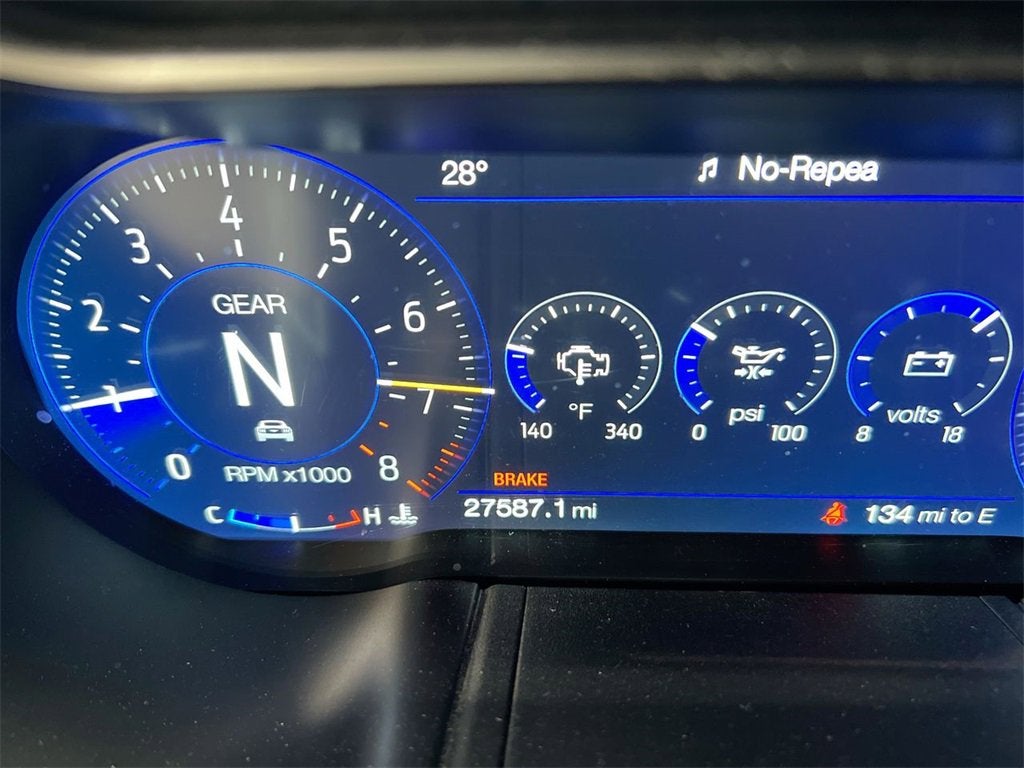 28°
No-Repea
0
1
2
3
4
5
6
7
8
GEAR
N
RPM x1000
C H
°F
140 340
psi
0 100
volts
8 18
BRAKE
27587.1 mi
134 mi to E